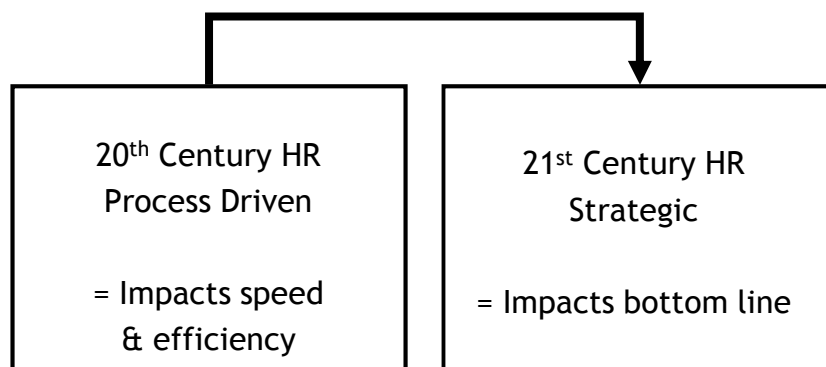 20th Century HR
Process Driven
= Impacts speed
& efficiency
21st Century HR
Strategic
= Impacts bottom line